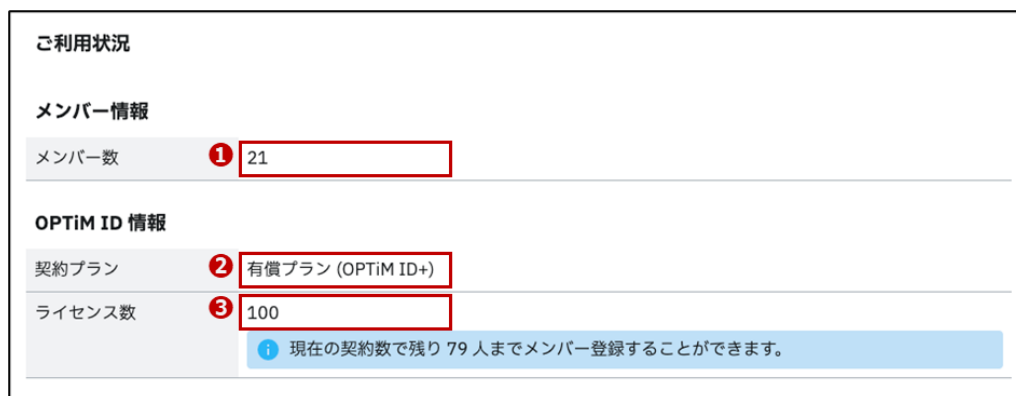 ご利用状況
メンバー情報
メンバー数 ❶ 21
OPTiM ID 情報
契約プラン ❷ 有償プラン (OPTiM ID+)
ライセンス数 ❸ 100
i 現在の契約数で残り 79 人までメンバー登録することができます。